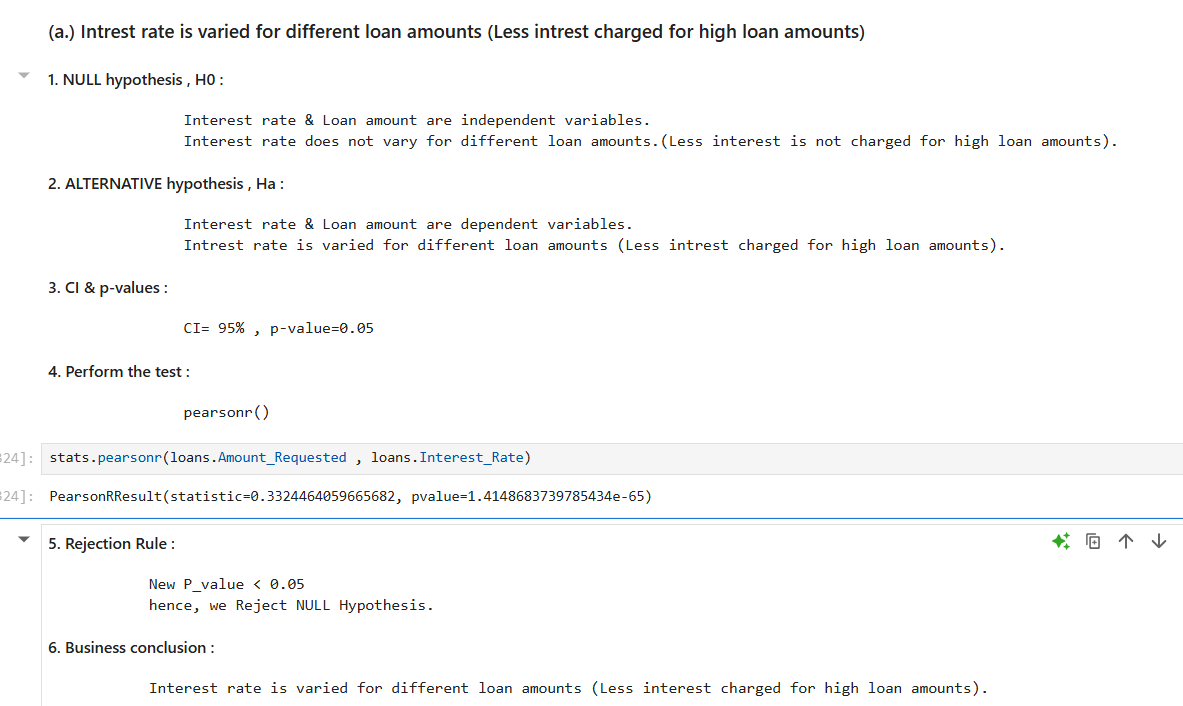 (a.) Intrest rate is varied for different loan amounts (Less intrest charged for high loan amounts)
1. NULL hypothesis , H0 :
Interest rate & Loan amount are independent variables.
Interest rate does not vary for different loan amounts.(Less interest is not charged for high loan amounts).
2. ALTERNATIVE hypothesis , Ha :
Interest rate & Loan amount are dependent variables.
Intrest rate is varied for different loan amounts (Less intrest charged for high loan amounts).
3. CI & p-values :
CI= 95% , p-value=0.05
4. Perform the test :
pearsonr()
24]: stats.pearsonr(loans.Amount_Requested , loans.Interest_Rate)
24]: PearsonRResult(statistic=0.3324464059665682, pvalue=1.4148683739785434e-65)
5. Rejection Rule :
New P_value < 0.05
hence, we Reject NULL Hypothesis.
6. Business conclusion :
Interest rate is varied for different loan amounts (Less interest charged for high loan amounts).